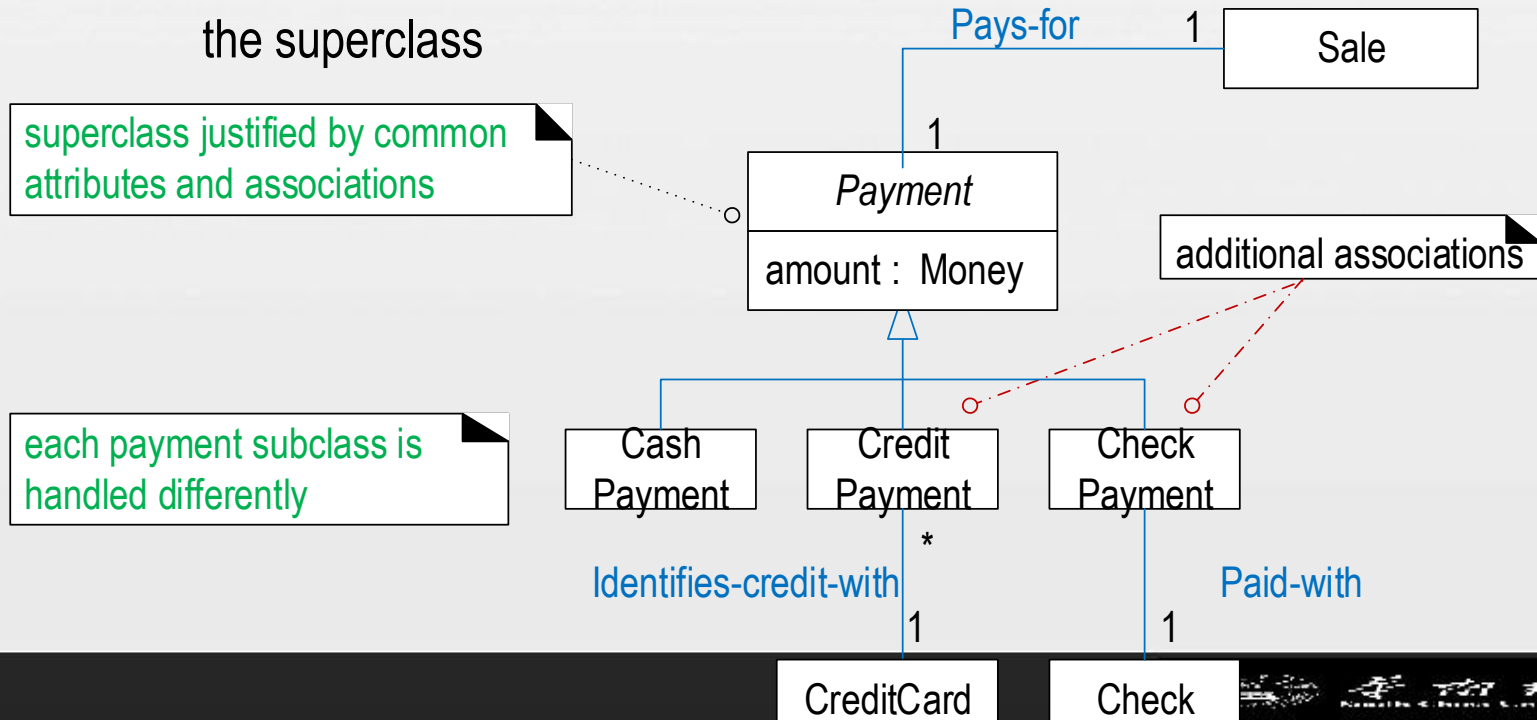 the superclass
Pays-for
1
Sale
superclass justified by common
attributes and associations
1
Payment
amount : Money
additional associations
each payment subclass is
handled differently
Cash
Payment
Credit
Payment
Check
Payment
*
Identifies-credit-with
Paid-with
1
1
CreditCard
Check